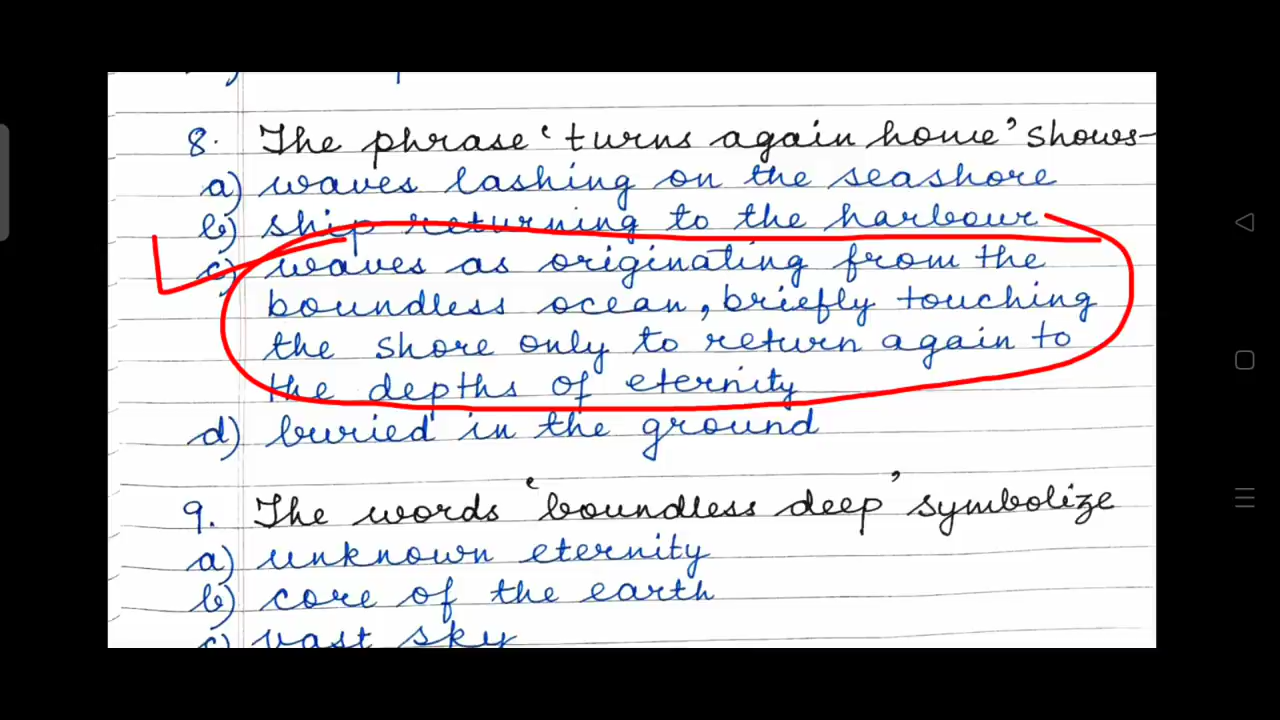 8. The phrase 'turns again home' shows-
a) waves lashing on the seashore
b) ship returning to the harbour
c) waves as originating from the
boundless ocean, briefly touching
the shore only to return again to
the depths of eternity
d) buried in the ground
9. The words 'boundless deep' symbolize
a) unknown eternity
b) core of the earth
c) vast sky